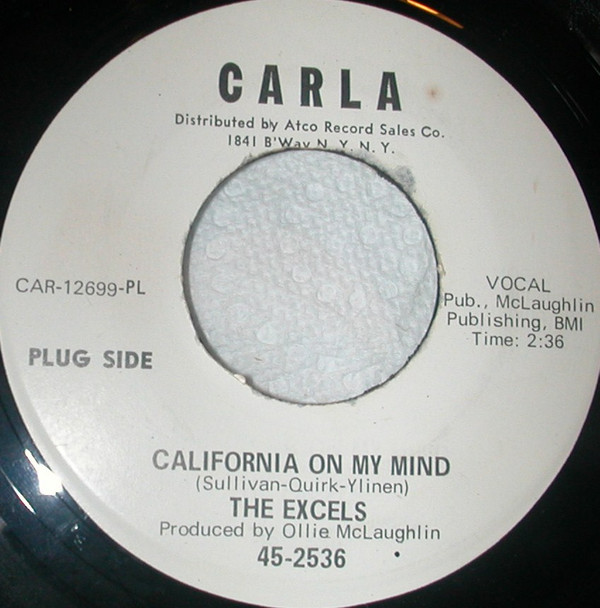 CARLA
Distributed by Atco Record Sales Co.
1841 B'Way N. Y. N. Y.
CAR-12699-PL
PLUG SIDE
VOCAL
Pub., McLaughlin
Publishing, BMI
Time: 2:36
CALIFORNIA ON MY MIND
(Sullivan-Quirk-Ylinen)
THE EXCELS
Produced by Ollie McLaughlin
45-2536